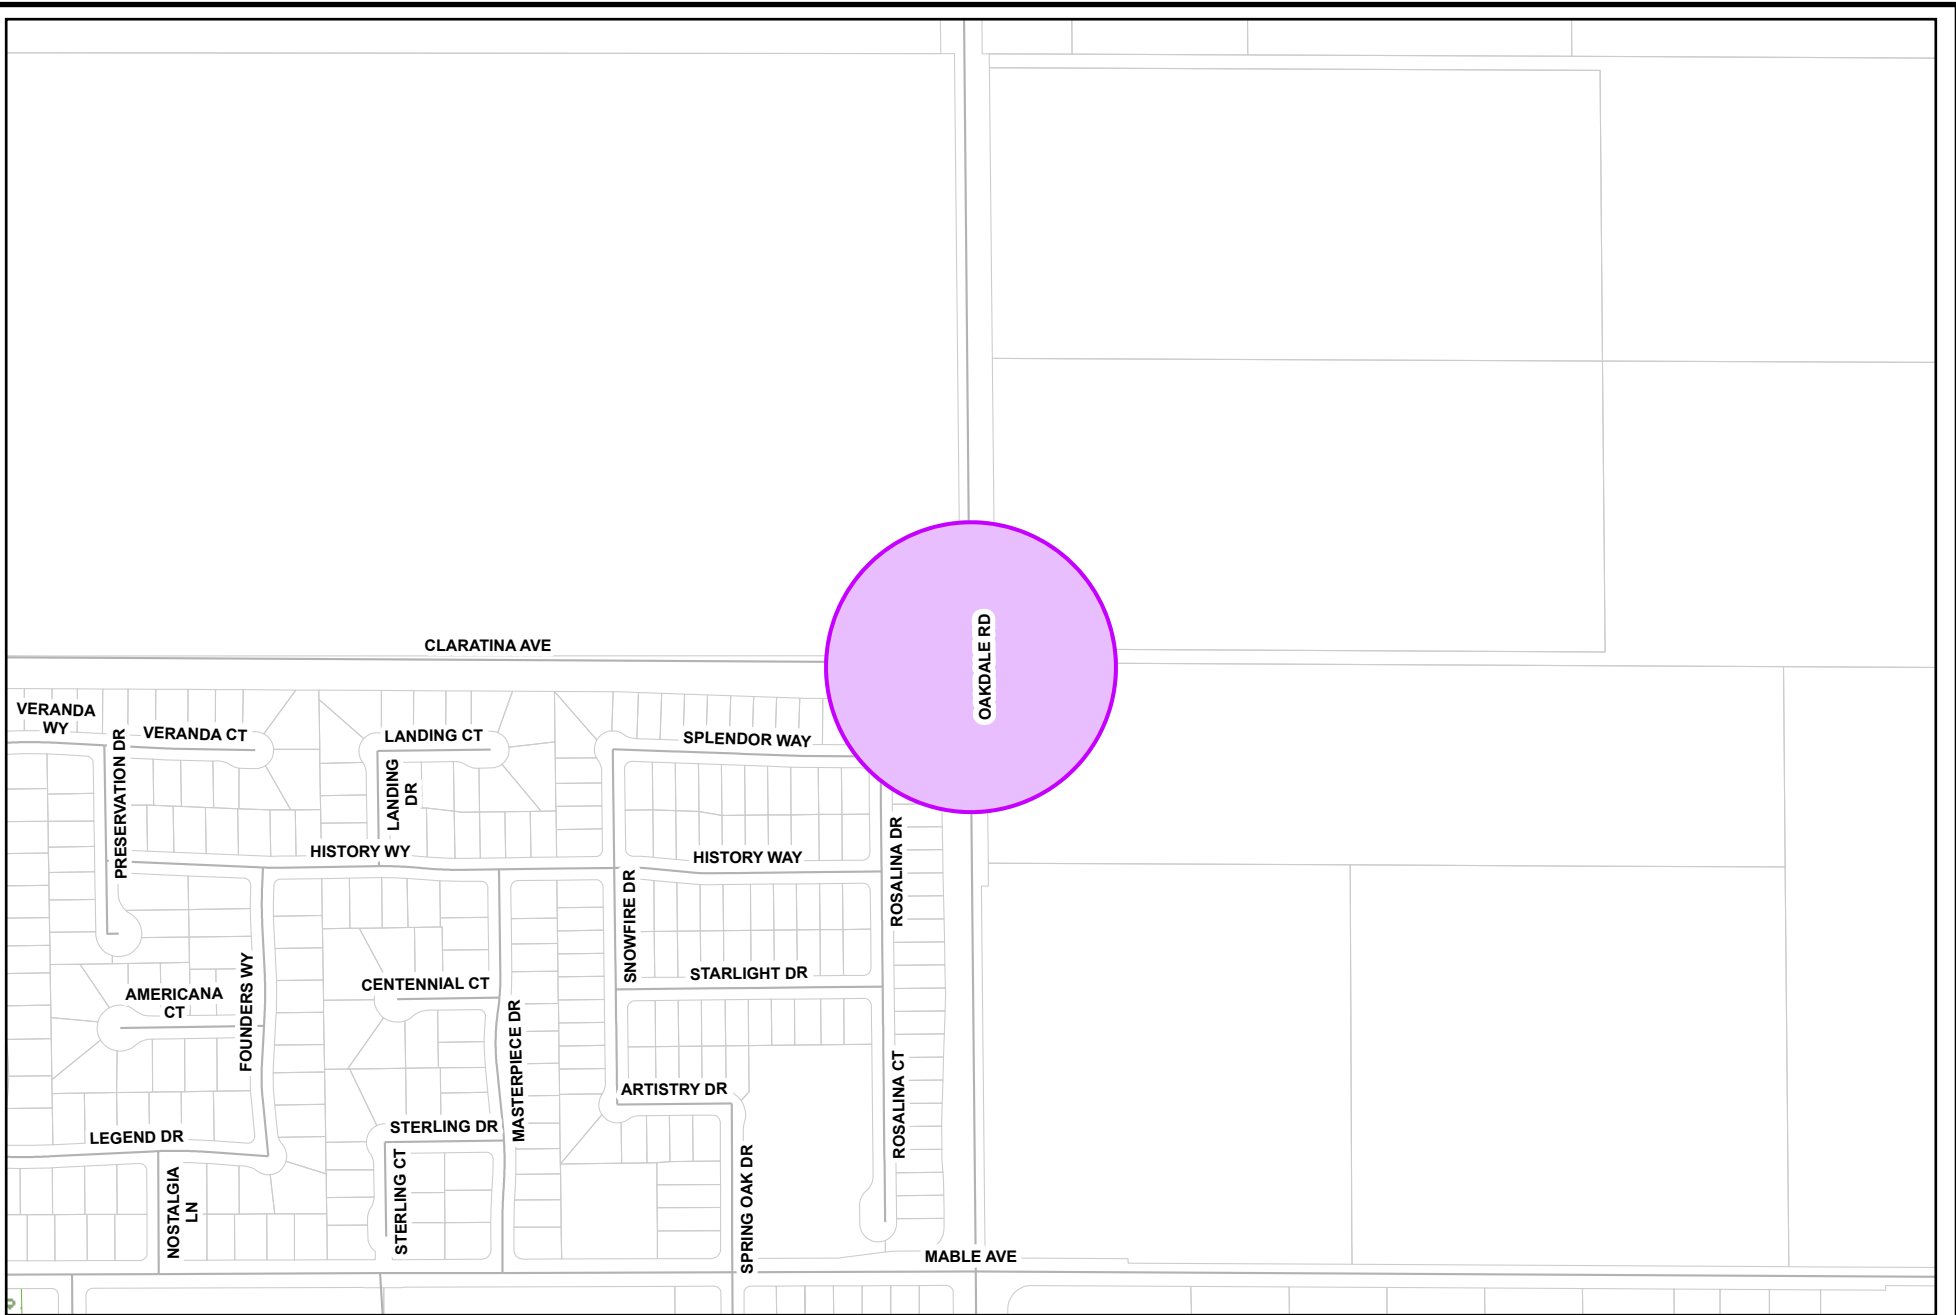 OAKDALE RD
CLARATINA AVE
VERANDA
WY
PRESERVATION DR
VERANDA CT
LANDING CT
LANDING
DR
SPLENDOR WAY
HISTORY WY
HISTORY WAY
ROSALINA DR
SNOWFIRE DR
STARLIGHT DR
CENTENNIAL CT
AMERICANA
CT
FOUNDERS WY
MASTERPIECE DR
ROSALINA CT
ARTISTRY DR
STERLING DR
LEGEND DR
NOSTALGIA
LN
STERLING CT
SPRING OAK DR
MABLE AVE